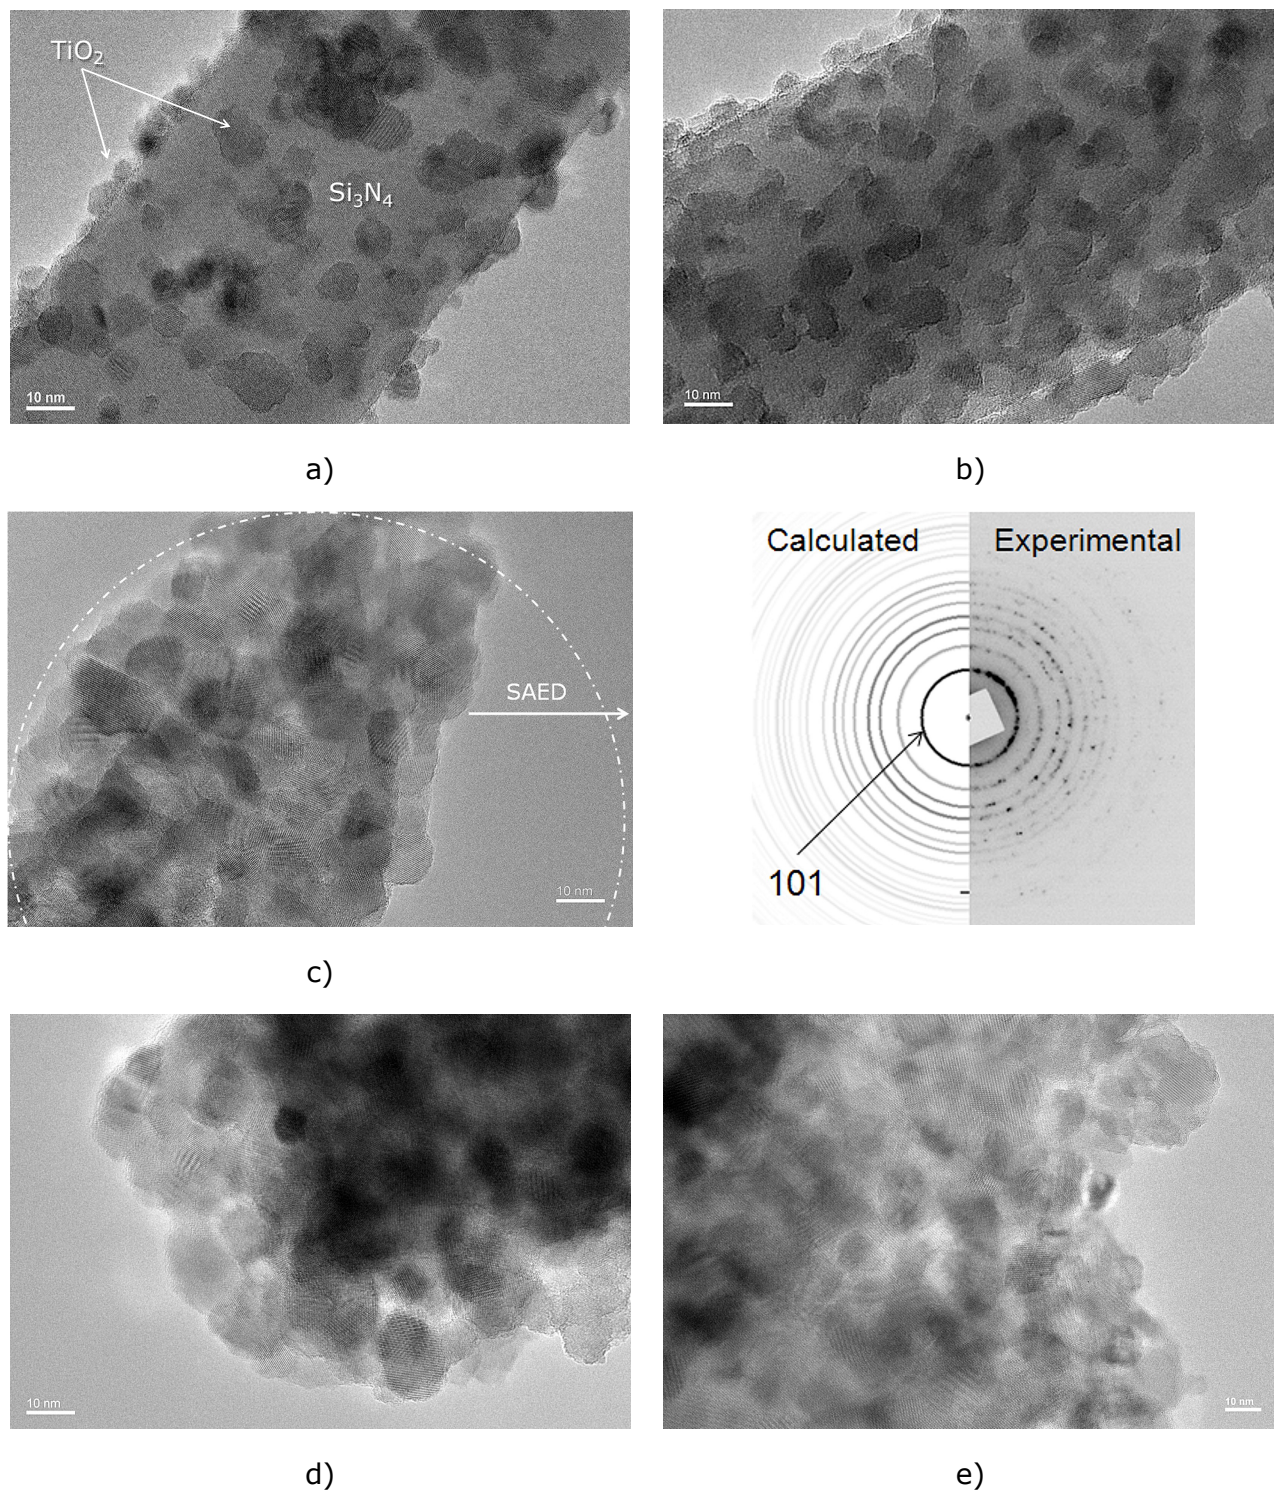 TiO₂
Si₃N₄
10 nm
10 nm
a)
b)
SAED
10 nm
Calculated
Experimental
101
c)
10 nm
10 nm
d)
e)